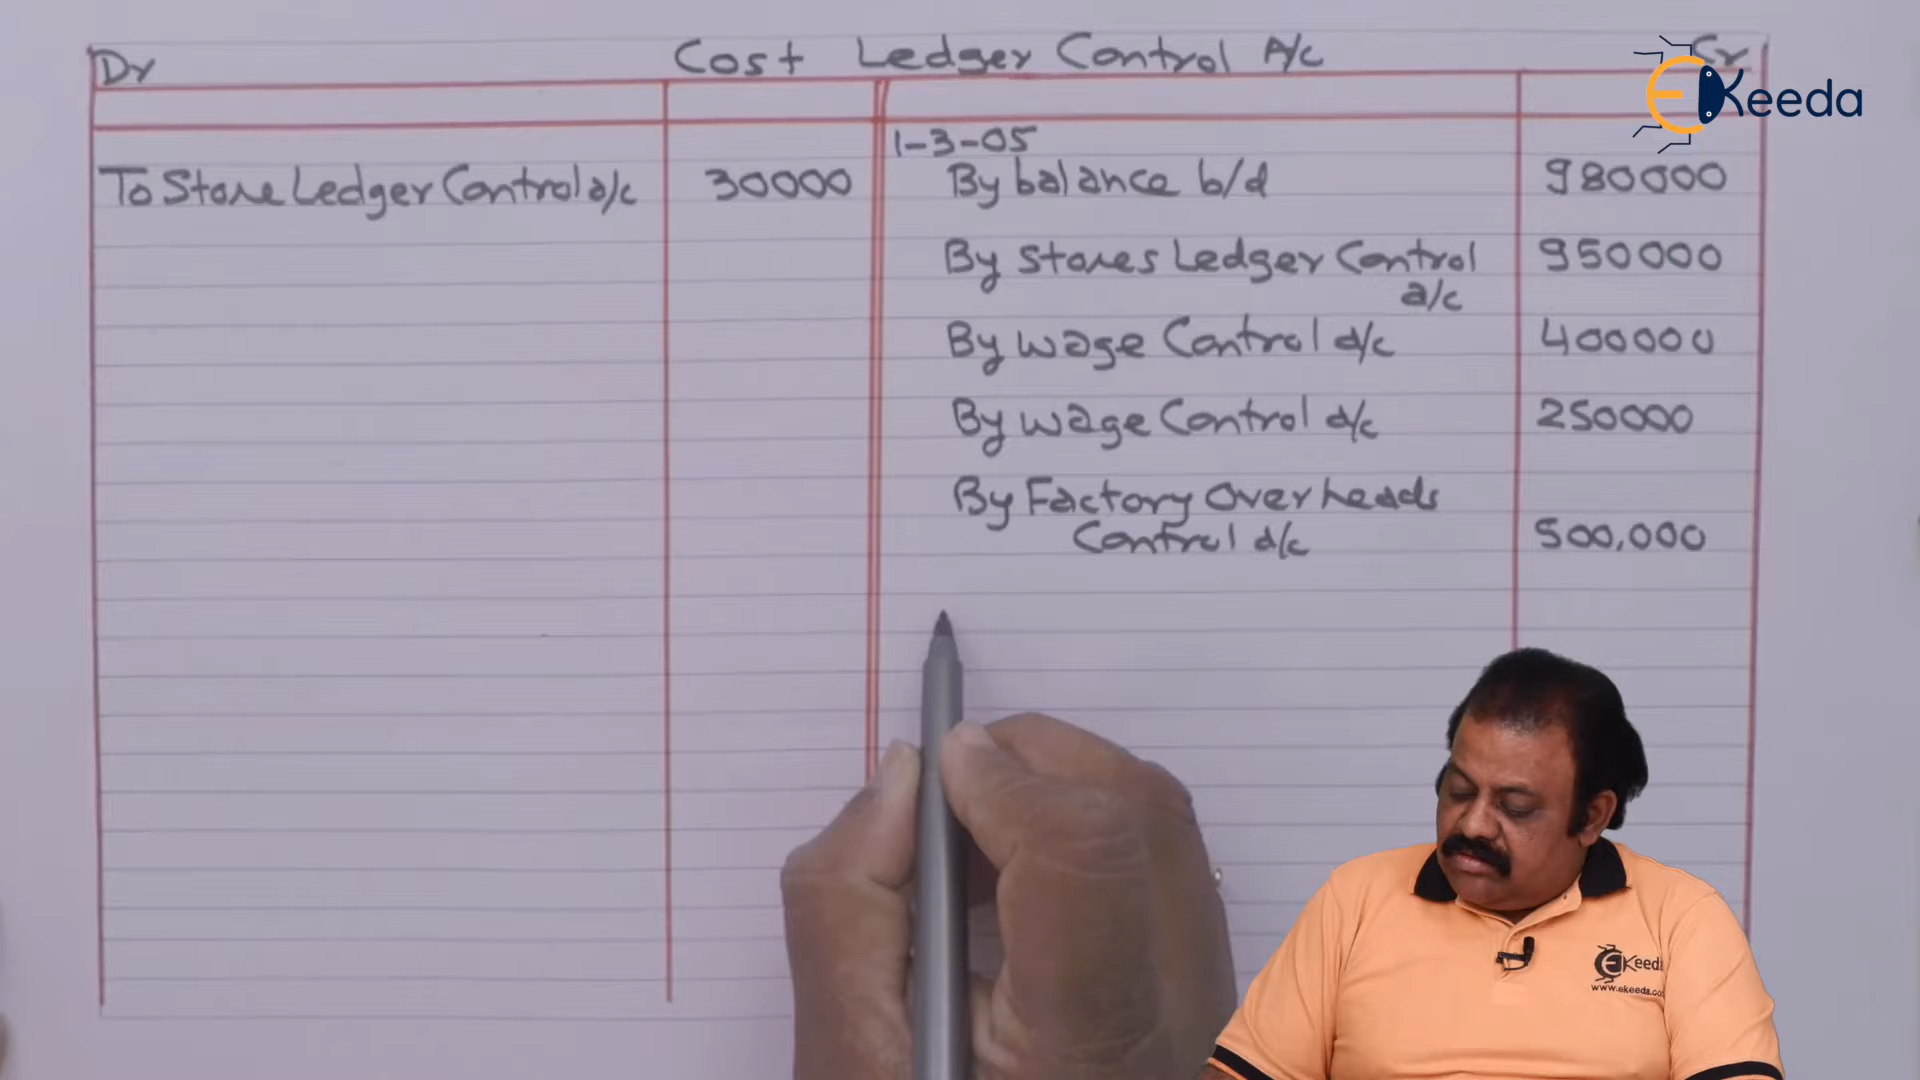 Dr Cost Ledger Control A/c Cr
EKeeda
1-3-05
To Store Ledger Control a/c 30000 By balance b/d 980000
By Stores Ledger Control 950000
a/c
By wage Control a/c 400000
By wage Control a/c 250000
By Factory Overheads
Control a/c 500,000
EKeeda
www.ekeeda.com